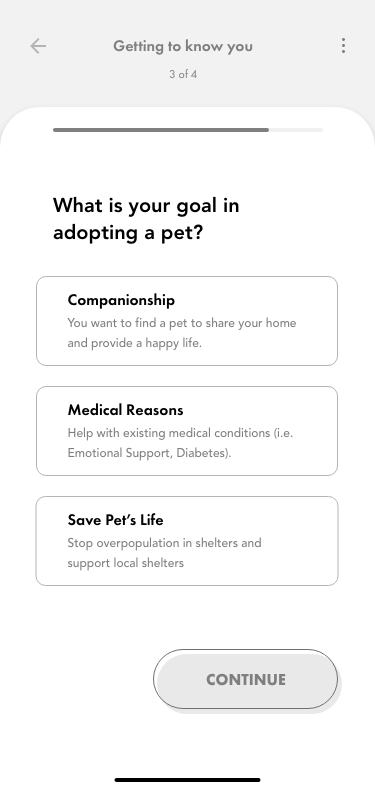 Getting to know you
3 of 4
What is your goal in
adopting a pet?
Companionship
You want to find a pet to share your home
and provide a happy life.
Medical Reasons
Help with existing medical conditions (i.e.
Emotional Support, Diabetes).
Save Pet’s Life
Stop overpopulation in shelters and
support local shelters
CONTINUE